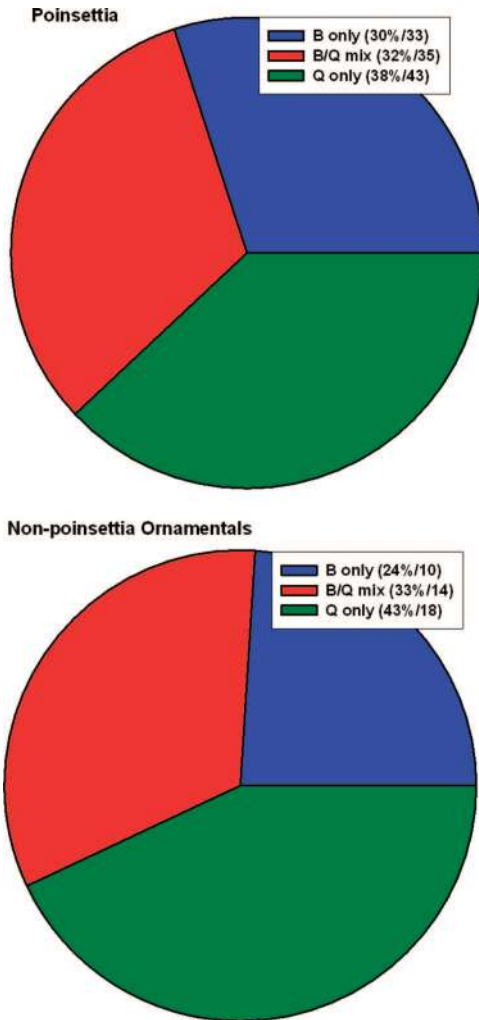 Poinsettia
B only (30%/33)
B/Q mix (32%/35)
Q only (38%/43)
Non-poinsettia Ornamentals
B only (24%/10)
B/Q mix (33%/14)
Q only (43%/18)